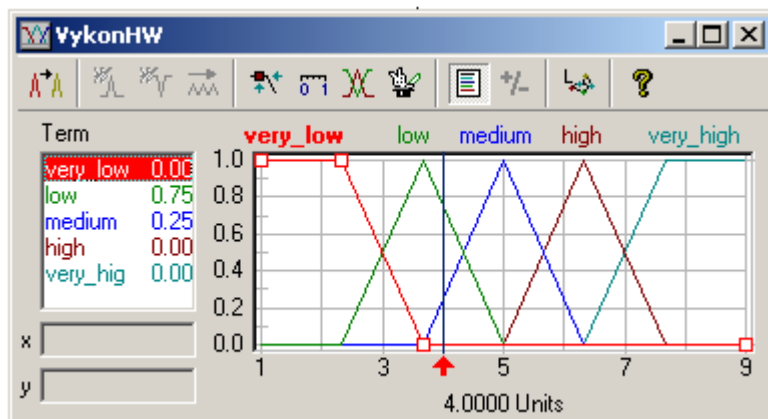 VykonHW
Term
very_low low medium high very_high
very_low 0.00
low 0.75
medium 0.25
high 0.00
very_hig 0.00
1.0
0.8
0.6
0.4
0.2
0.0
1 3 5 7 9
x
y
4.0000 Units